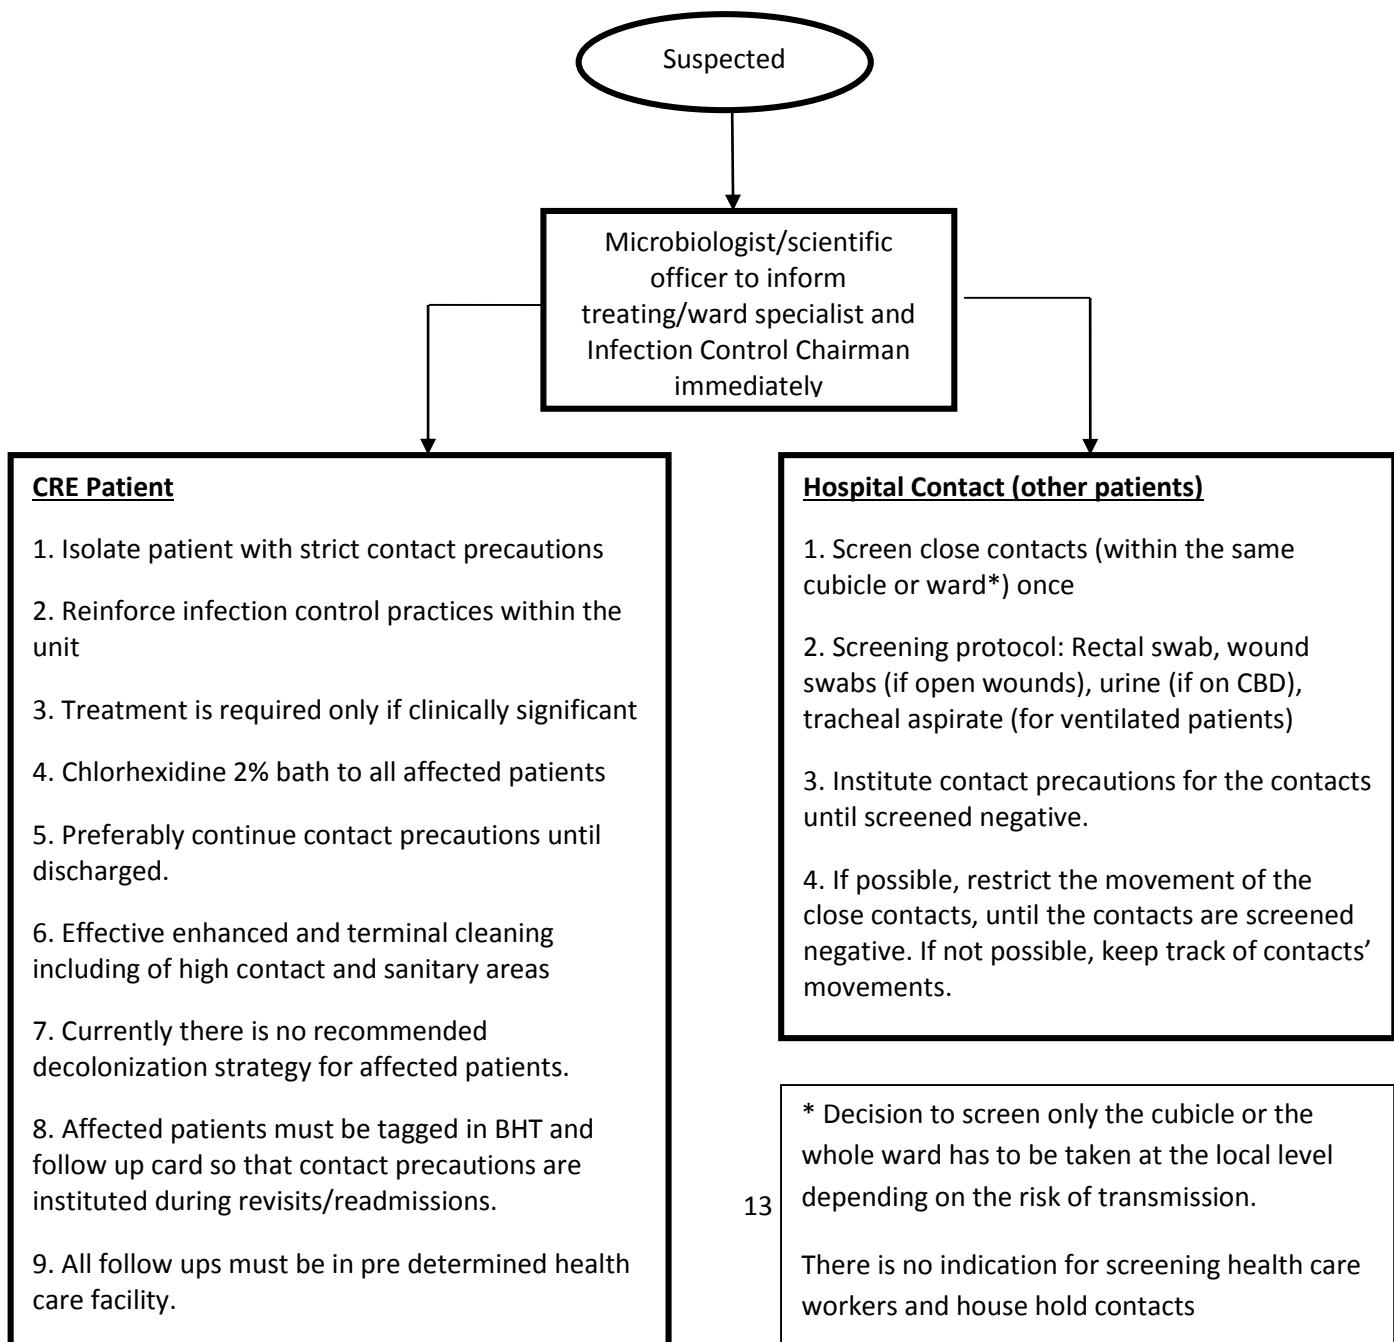 Suspected
Microbiologist/scientific
officer to inform
treating/ward specialist and
Infection Control Chairman
immediately
CRE Patient
1. Isolate patient with strict contact precautions
2. Reinforce infection control practices within the
unit
3. Treatment is required only if clinically significant
4. Chlorhexidine 2% bath to all affected patients
5. Preferably continue contact precautions until
discharged.
6. Effective enhanced and terminal cleaning
including of high contact and sanitary areas
7. Currently there is no recommended
decolonization strategy for affected patients.
8. Affected patients must be tagged in BHT and
follow up card so that contact precautions are
instituted during revisits/readmissions.
9. All follow ups must be in pre determined health
care facility.
Hospital Contact (other patients)
1. Screen close contacts (within the same
cubicle or ward*) once
2. Screening protocol: Rectal swab, wound
swabs (if open wounds), urine (if on CBD),
tracheal aspirate (for ventilated patients)
3. Institute contact precautions for the contacts
until screened negative.
4. If possible, restrict the movement of the
close contacts, until the contacts are screened
negative. If not possible, keep track of contacts’
movements.
* Decision to screen only the cubicle or the
whole ward has to be taken at the local level
depending on the risk of transmission.
There is no indication for screening health care
workers and house hold contacts
13